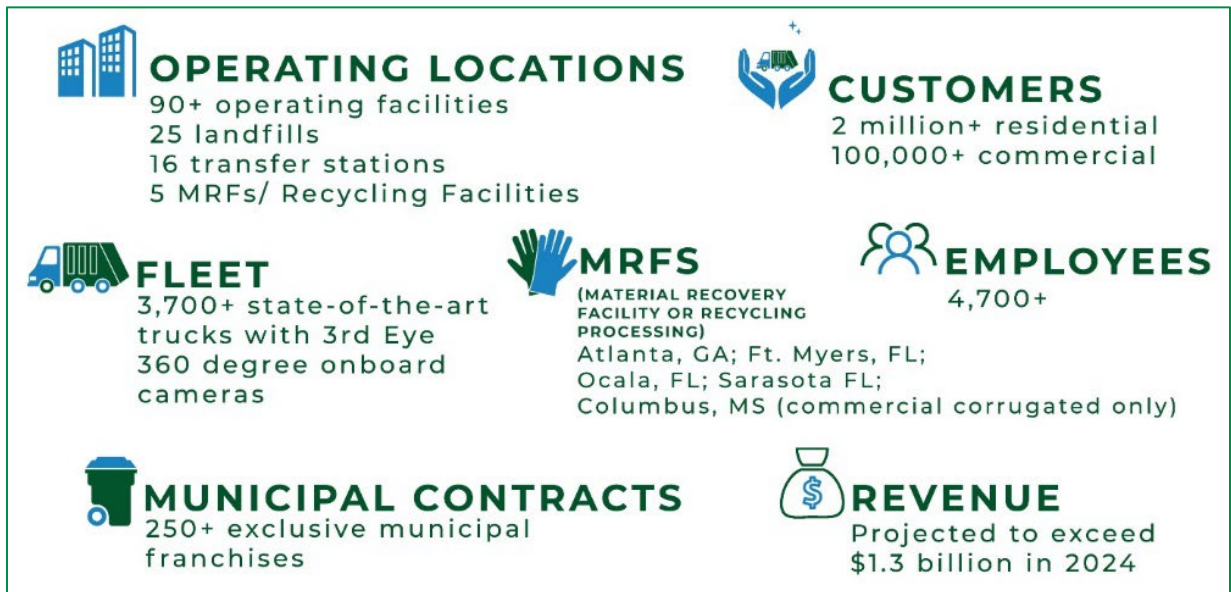 OPERATING LOCATIONS
90+ operating facilities
25 landfills
16 transfer stations
5 MRFs/ Recycling Facilities
CUSTOMERS
2 million+ residential
100,000+ commercial
FLEET
3,700+ state-of-the-art
trucks with 3rd Eye
360 degree onboard
cameras
MRFS
(MATERIAL RECOVERY
FACILITY OR RECYCLING
PROCESSING)
Atlanta, GA; Ft. Myers, FL;
Ocala, FL; Sarasota FL;
Columbus, MS (commercial corrugated only)
EMPLOYEES
4,700+
MUNICIPAL CONTRACTS
250+ exclusive municipal
franchises
$
REVENUE
Projected to exceed
$1.3 billion in 2024